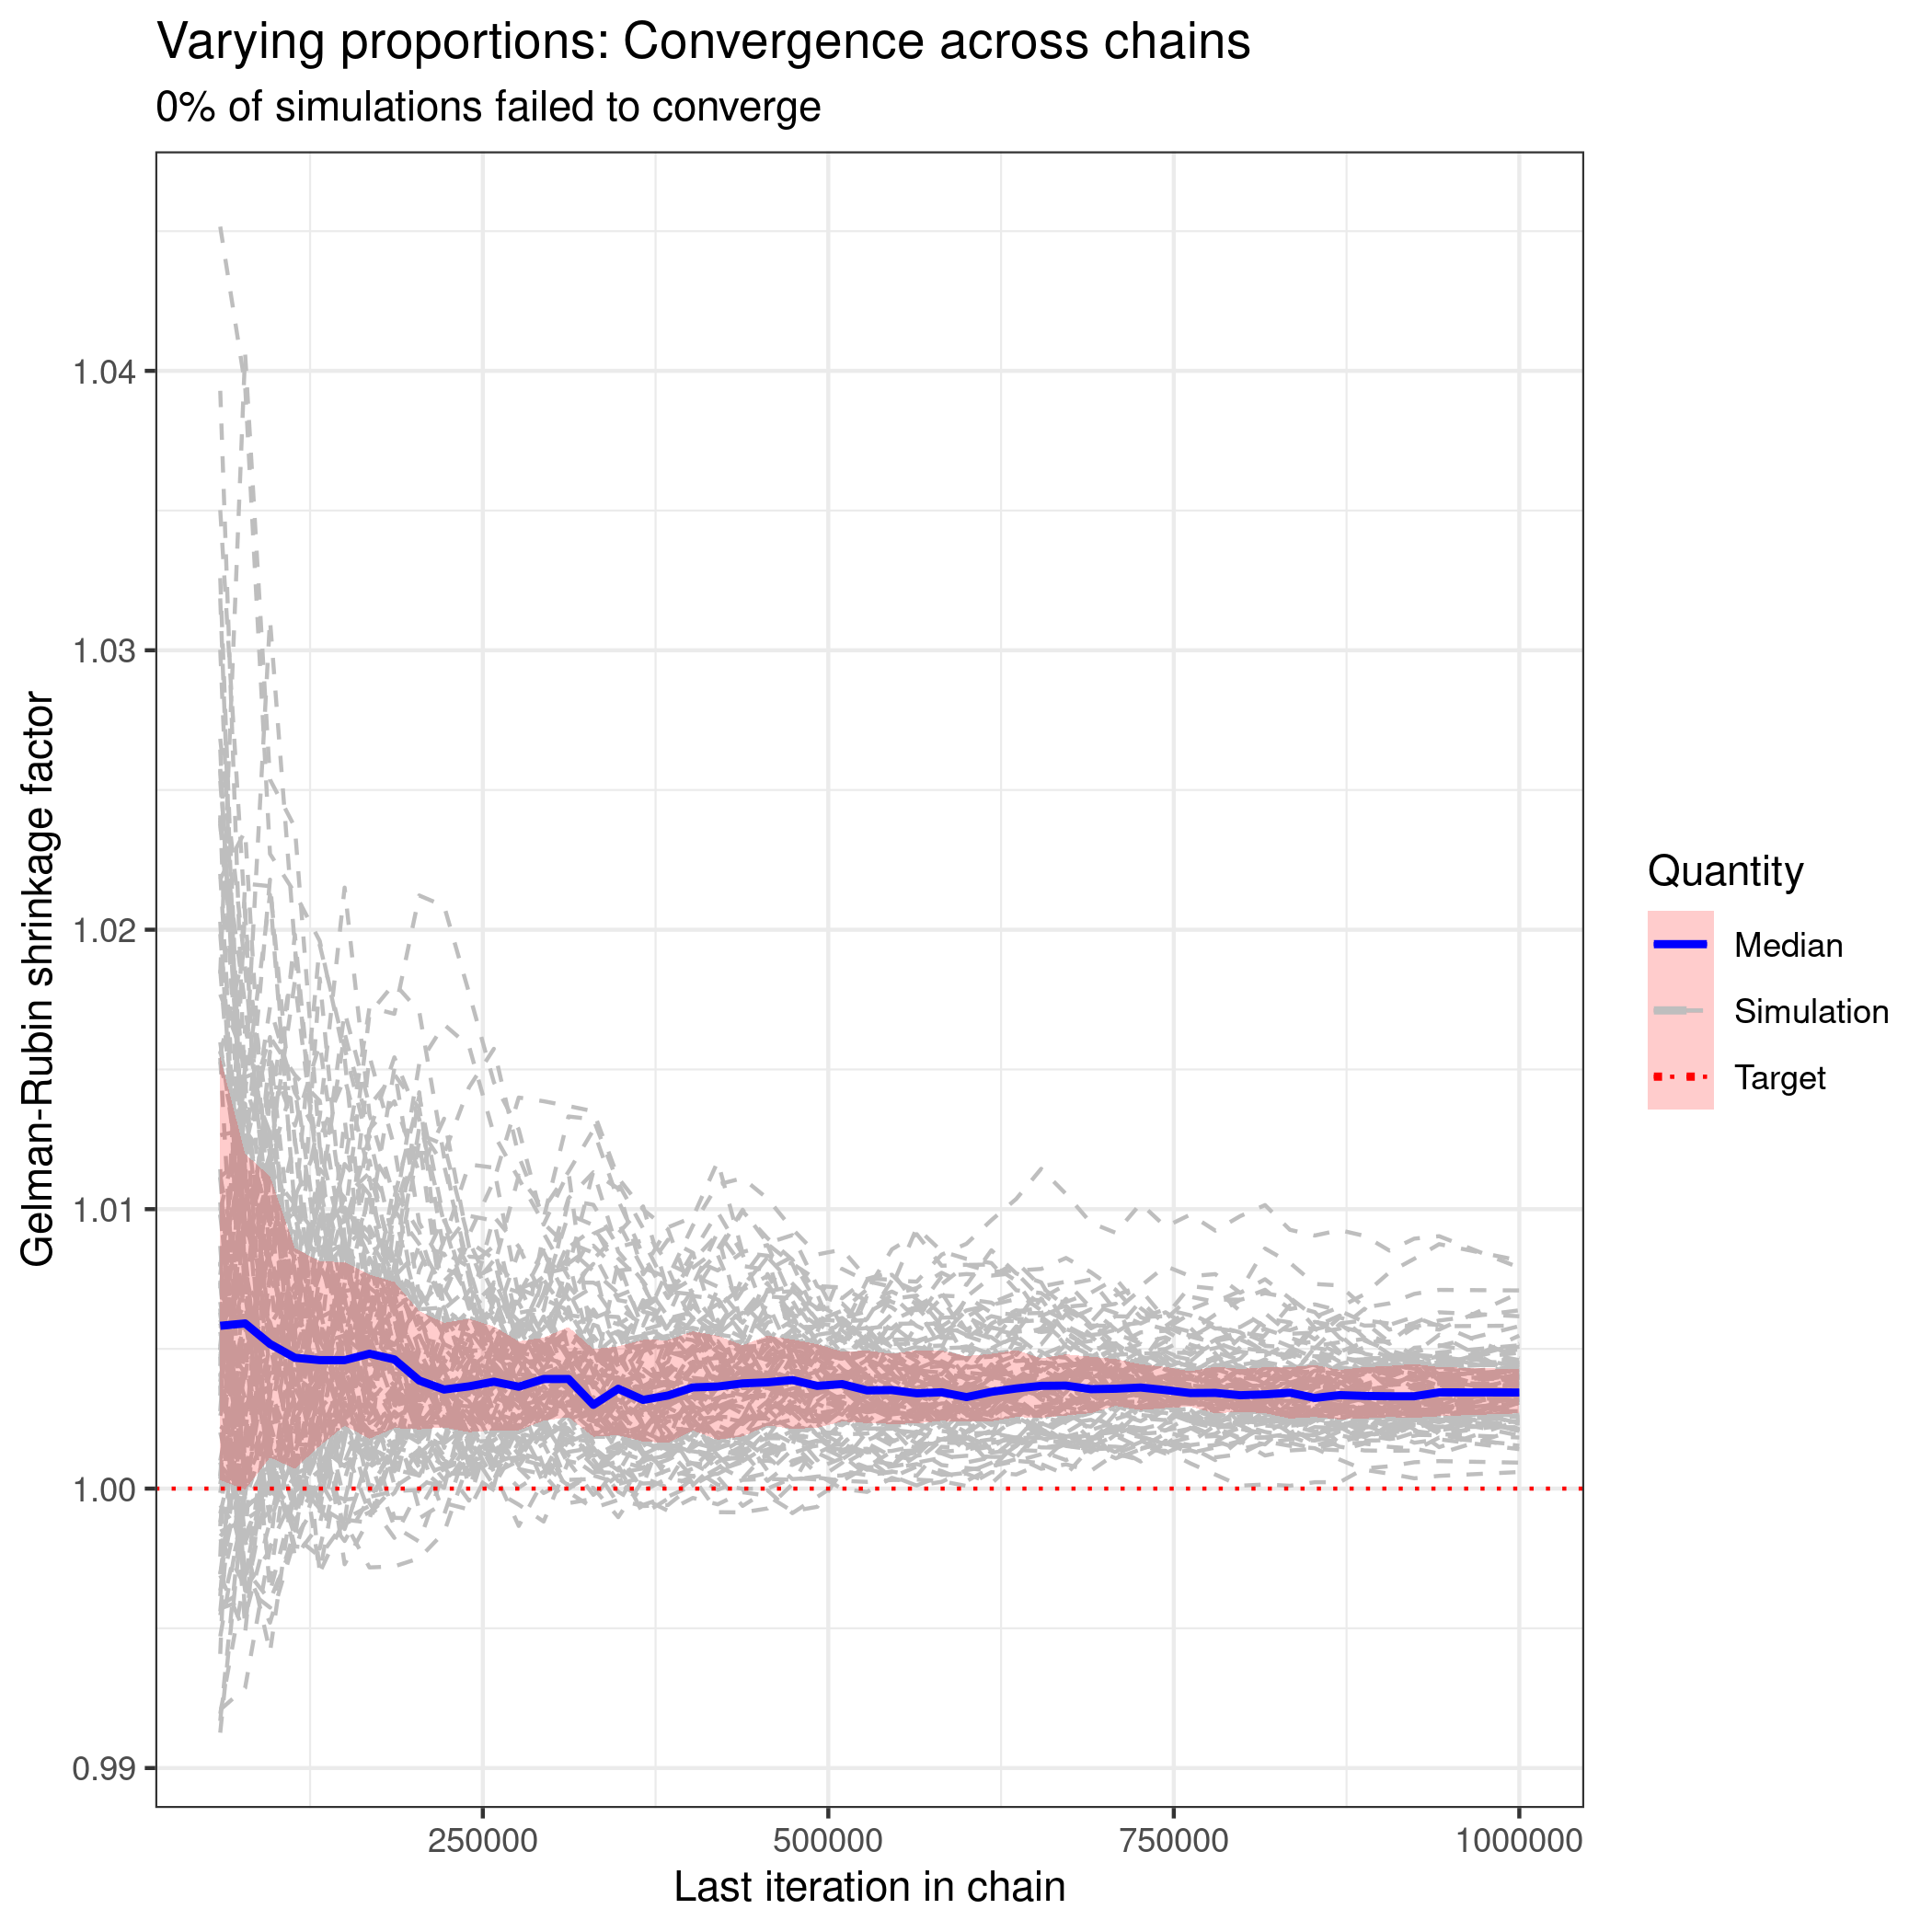 Varying proportions: Convergence across chains
0% of simulations failed to converge
Gelman-Rubin shrinkage factor
1.04
1.03
1.02
1.01
1.00
0.99
250000
500000
750000
1000000
Last iteration in chain
Quantity
Median
Simulation
Target